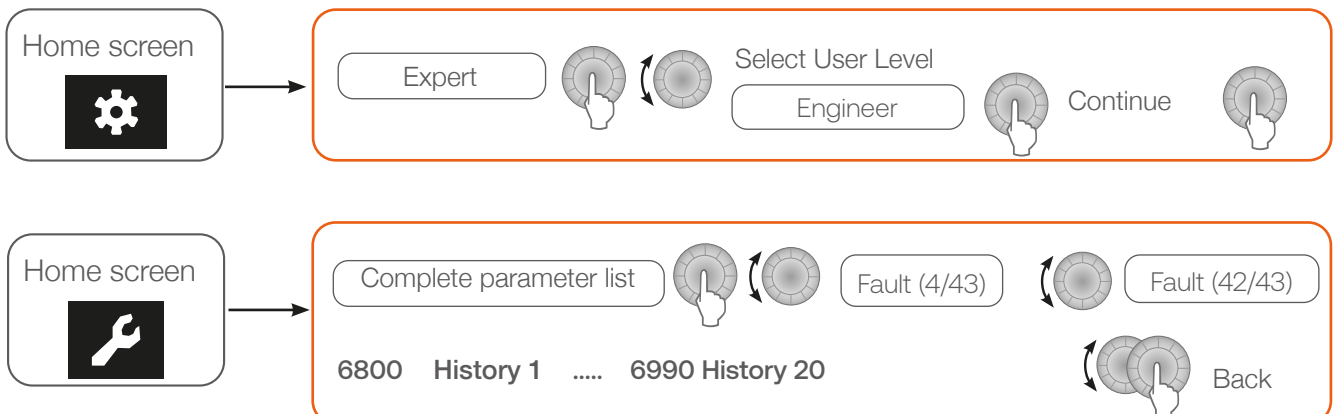 Home screen
Expert
Select User Level
Engineer
Continue
Home screen
Complete parameter list
Fault (4/43)
Fault (42/43)
6800 History 1 ..... 6990 History 20
Back